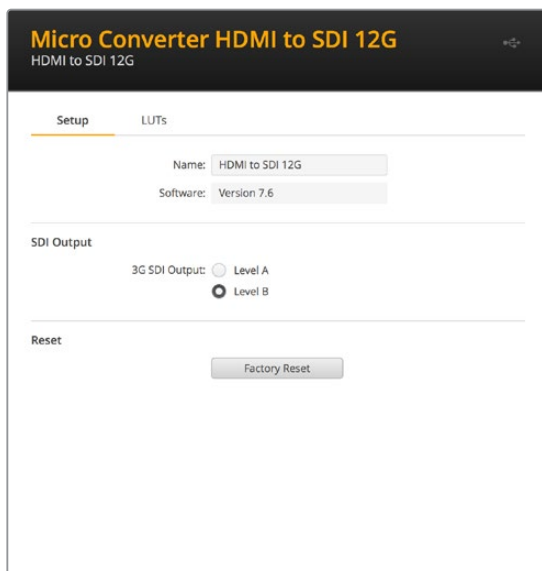 Micro Converter HDMI to SDI 12G
HDMI to SDI 12G
Setup LUTs
Name: HDMI to SDI 12G
Software: Version 7.6
SDI Output
3G SDI Output: Level A
Level B
Reset
Factory Reset